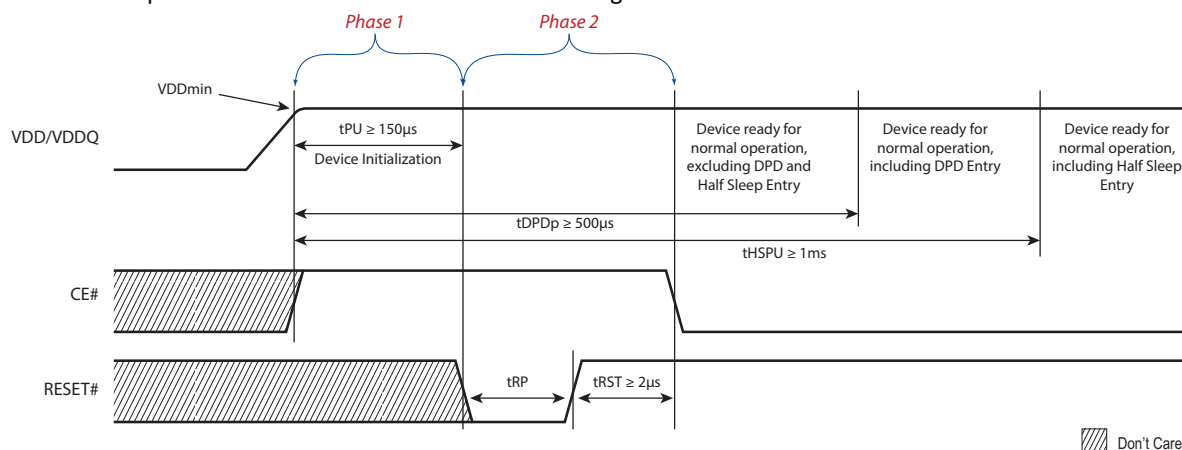 Phase 1
Phase 2
VDDmin
VDD/VDDQ
tPU ≥ 150µs
Device Initialization
Device ready for
normal operation,
excluding DPD and
Half Sleep Entry
Device ready for
normal operation,
including DPD Entry
Device ready for
normal operation,
including Half Sleep
Entry
tDPDp ≥ 500µs
tHSPU ≥ 1ms
CE#
RESET#
tRP
tRST ≥ 2µs
Don't Care